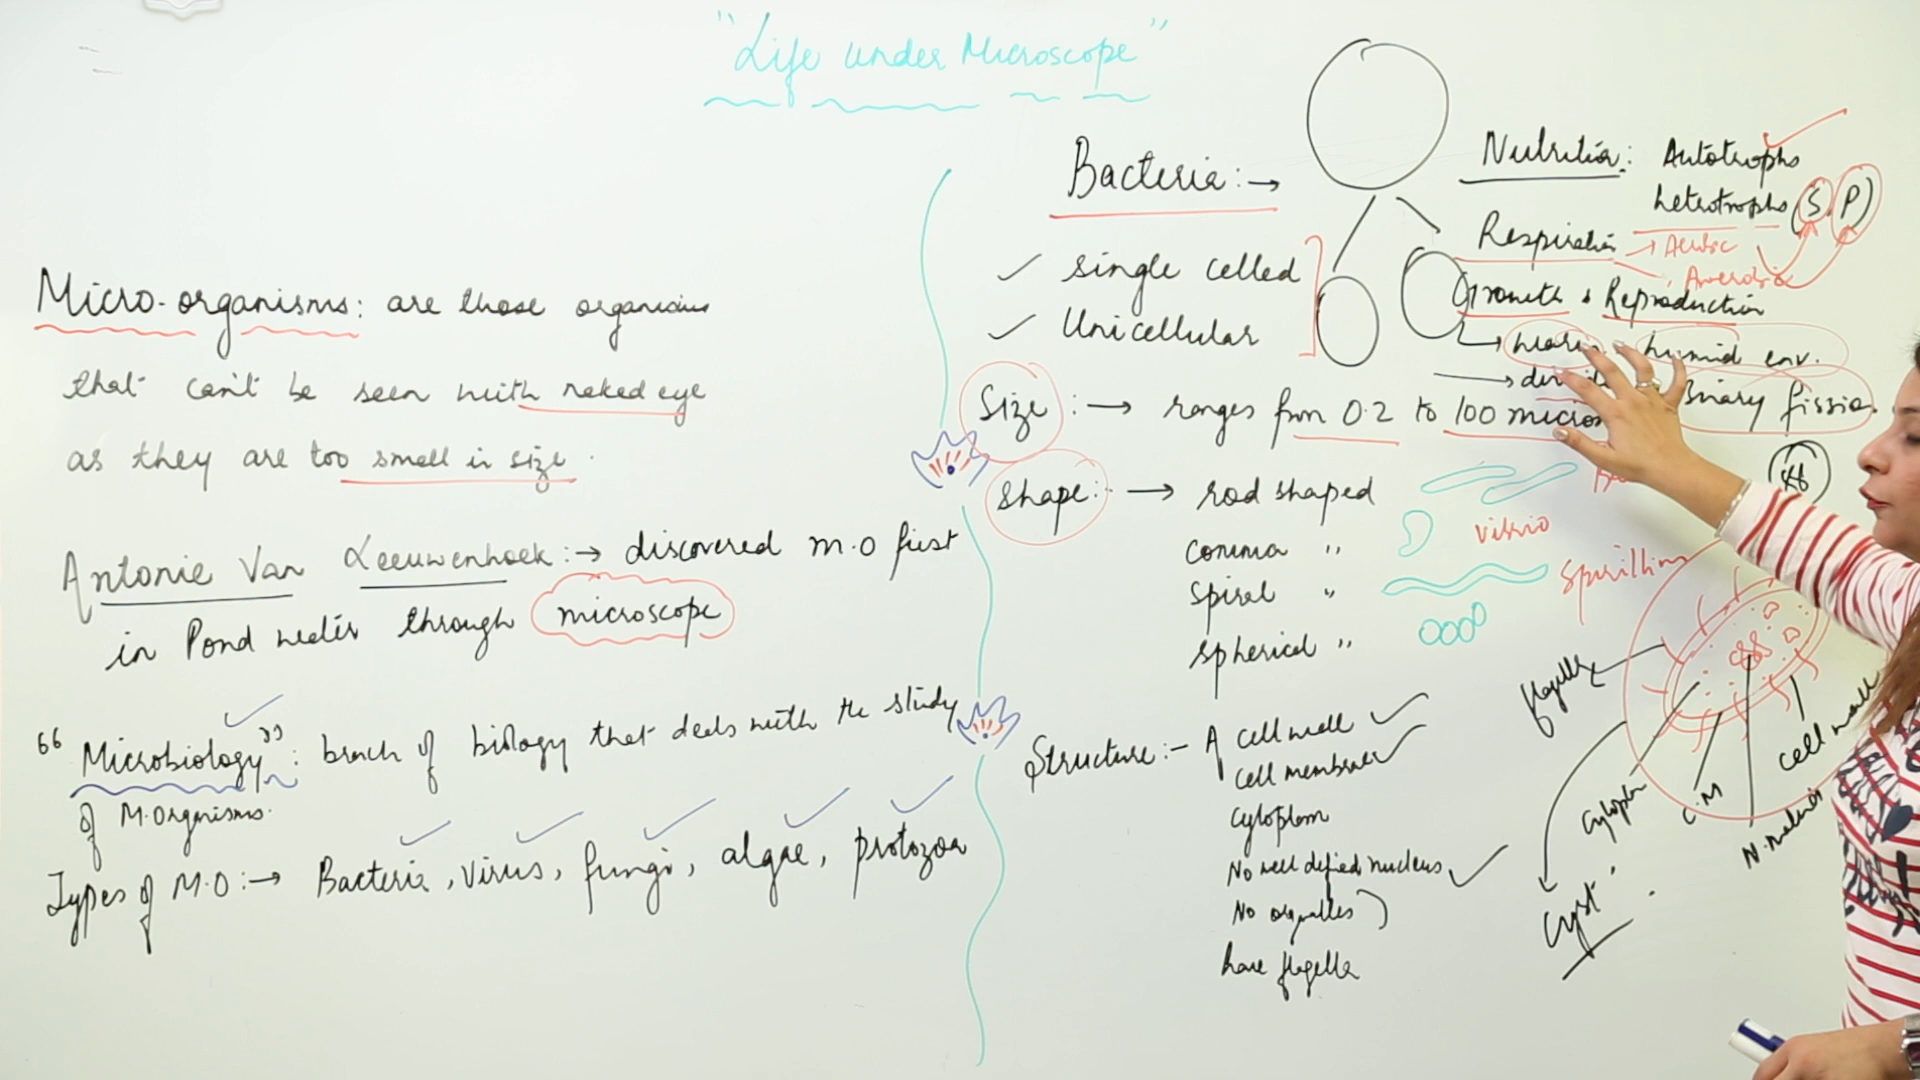 "Life under Microscope"
Micro-organisms: are those organisms
that can't be seen with naked eye
as they are too small in size.
Antonie Van Leeuwenhoek:→ discovered m.o first
in Pond water through microscope
"Microbiology": branch of biology that deals with the study
of M.Organisms.
Types of M.O:→ Bacteria, virus, fungi, algae, protozoa
Bacteria:→
✓ single celled
✓ Unicellular
Size:→ ranges from 0.2 to 100 micro
Shape:-→ rod shaped
comma " vibrio
spiral " spirillum
spherical "
Structure:- A cell wall ✓
cell membrane ✓
cytoplasm
No well defined nucleus ✓
No organelles
have flagella
Nutrition: Autotrophs
heterotrophs (S P)
Respiration → Aerobic
Anaerobic
Growth & Reproduction
→ humid env.
→ Binary fission.
flagella
cytoplasm
C.M
N.material
cell wall
Cyst